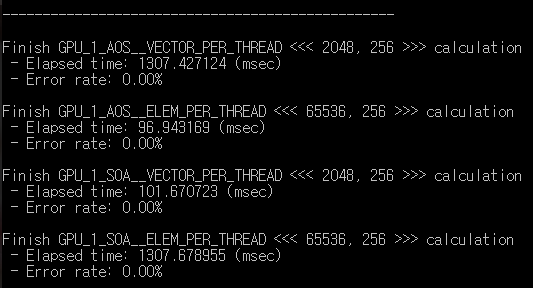 ------------------------------------------------
Finish GPU_1_AOS__VECTOR_PER_THREAD <<< 2048, 256 >>> calculation
 - Elapsed time: 1307.427124 (msec)
 - Error rate: 0.00%
Finish GPU_1_AOS__ELEM_PER_THREAD <<< 65536, 256 >>> calculation
 - Elapsed time: 96.943169 (msec)
 - Error rate: 0.00%
Finish GPU_1_SOA__VECTOR_PER_THREAD <<< 2048, 256 >>> calculation
 - Elapsed time: 101.670723 (msec)
 - Error rate: 0.00%
Finish GPU_1_SOA__ELEM_PER_THREAD <<< 65536, 256 >>> calculation
 - Elapsed time: 1307.678955 (msec)
 - Error rate: 0.00%